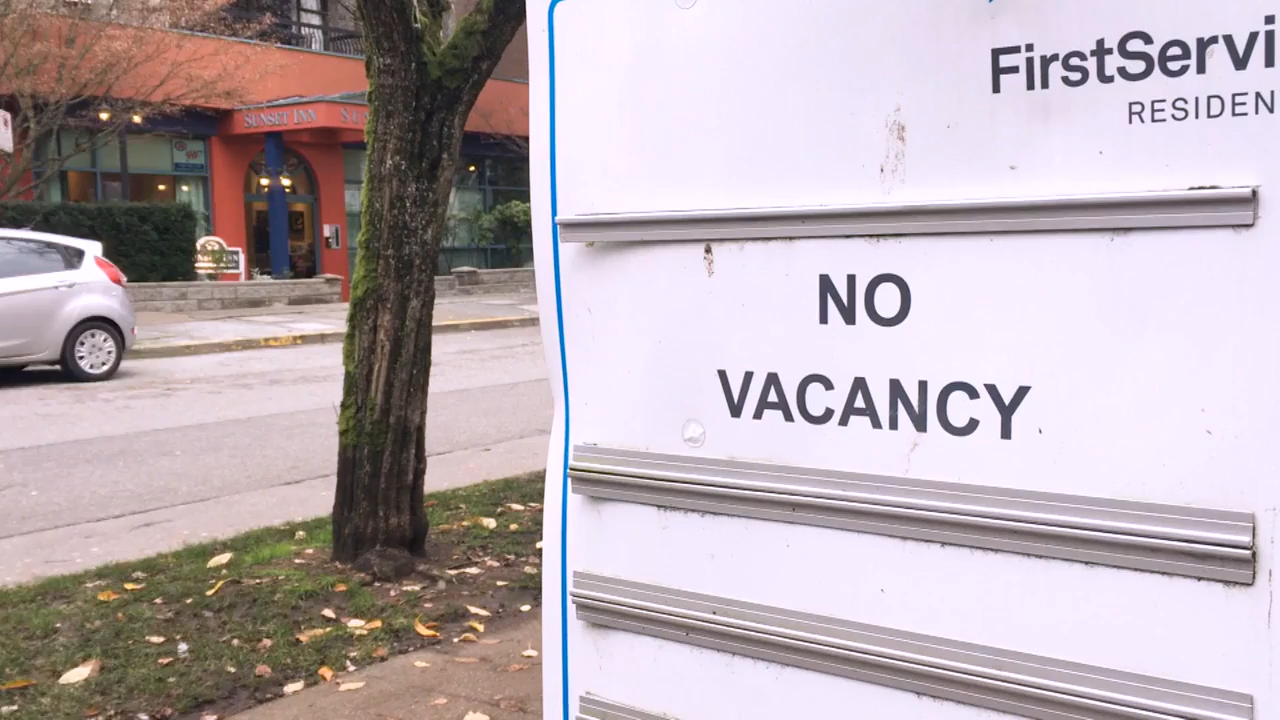 FirstServi
RESIDEN
NO
VACANCY
SUNSET INN